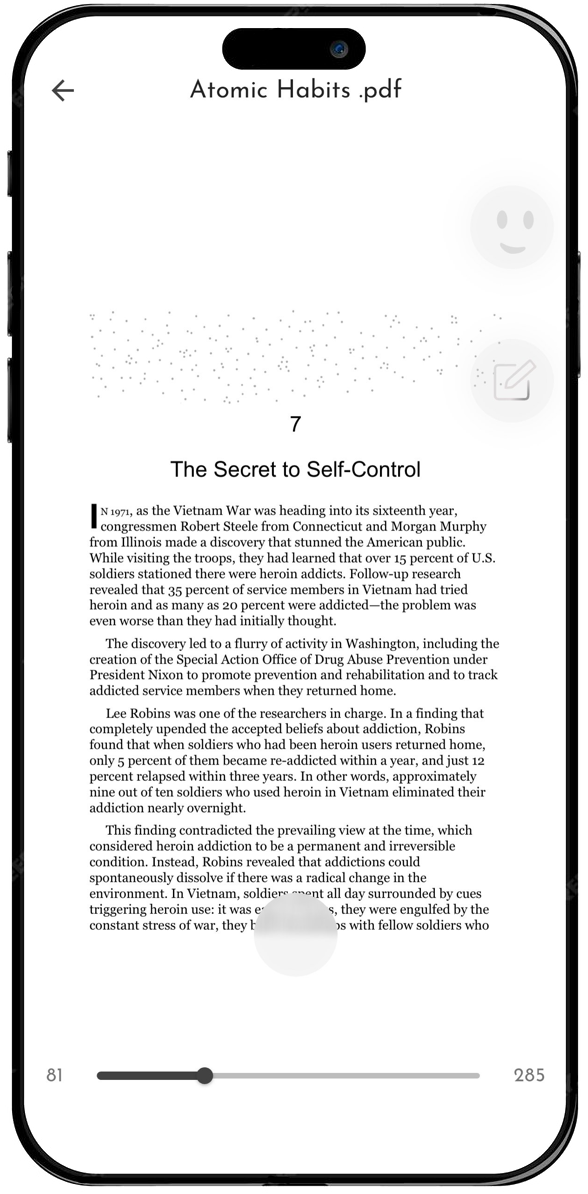 Atomic Habits .pdf
7
The Secret to Self-Control
IN 1971, as the Vietnam War was heading into its sixteenth year,
congressmen Robert Steele from Connecticut and Morgan Murphy
from Illinois made a discovery that stunned the American public.
While visiting the troops, they had learned that over 15 percent of U.S.
soldiers stationed there were heroin addicts. Follow-up research
revealed that 35 percent of service members in Vietnam had tried
heroin and as many as 20 percent were addicted—the problem was
even worse than they had initially thought.
The discovery led to a flurry of activity in Washington, including the
creation of the Special Action Office of Drug Abuse Prevention under
President Nixon to promote prevention and rehabilitation and to track
addicted service members when they returned home.
Lee Robins was one of the researchers in charge. In a finding that
completely upended the accepted beliefs about addiction, Robins
found that when soldiers who had been heroin users returned home,
only 5 percent of them became re-addicted within a year, and just 12
percent relapsed within three years. In other words, approximately
nine out of ten soldiers who used heroin in Vietnam eliminated their
addiction nearly overnight.
This finding contradicted the prevailing view at the time, which
considered heroin addiction to be a permanent and irreversible
condition. Instead, Robins revealed that addictions could
spontaneously dissolve if there was a radical change in the
environment. In Vietnam, soldiers spent all day surrounded by cues
triggering heroin use: it was they were engulfed by the
constant stress of war, they with fellow soldiers who
81
285